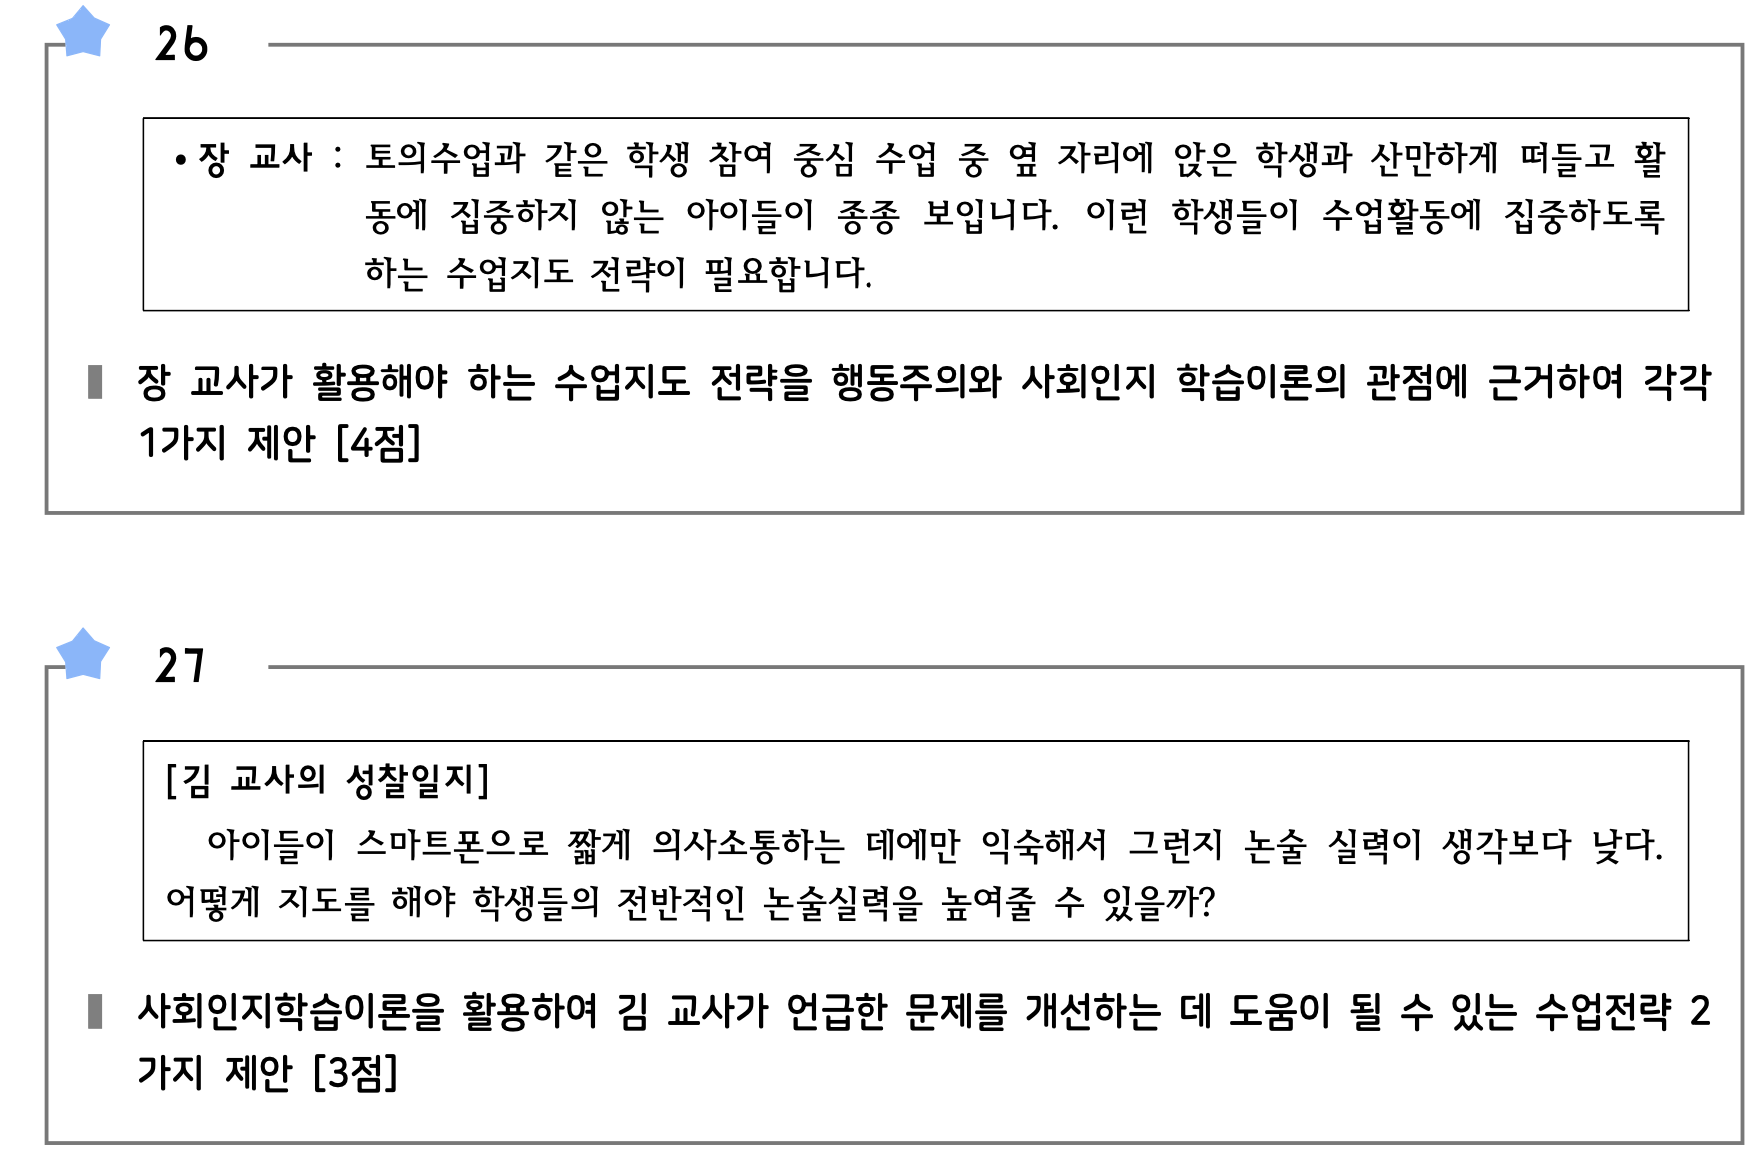 26
• 장 교사 : 토의수업과 같은 학생 참여 중심 수업 중 옆 자리에 앉은 학생과 산만하게 떠들고 활
동에 집중하지 않는 아이들이 종종 보입니다. 이런 학생들이 수업활동에 집중하도록
하는 수업지도 전략이 필요합니다.
장 교사가 활용해야 하는 수업지도 전략을 행동주의와 사회인지 학습이론의 관점에 근거하여 각각
1가지 제안 [4점]
27
[김 교사의 성찰일지]
아이들이 스마트폰으로 짧게 의사소통하는 데에만 익숙해서 그런지 논술 실력이 생각보다 낮다.
어떻게 지도를 해야 학생들의 전반적인 논술실력을 높여줄 수 있을까?
사회인지학습이론을 활용하여 김 교사가 언급한 문제를 개선하는 데 도움이 될 수 있는 수업전략 2
가지 제안 [3점]